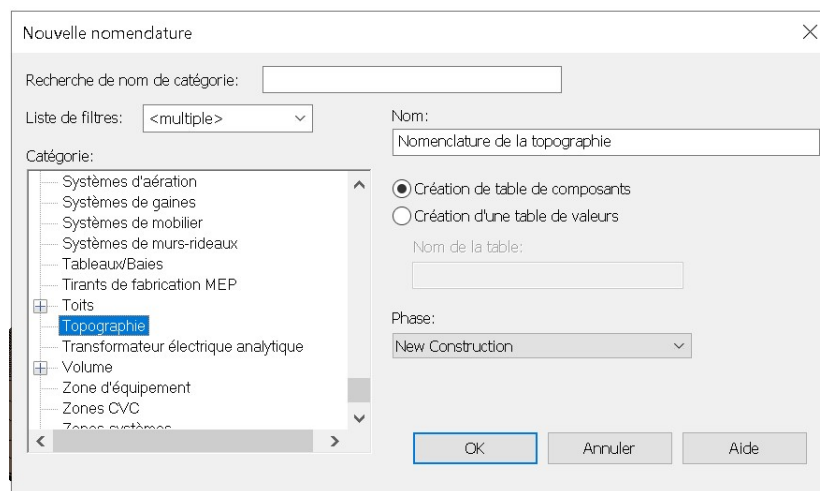 Nouvelle nomenclature
Recherche de nom de catégorie:
Liste de filtres:
<multiple>
Catégorie:
Systèmes d'aération
Systèmes de gaines
Systèmes de mobilier
Systèmes de murs-rideaux
Tableaux/Baies
Tirants de fabrication MEP
Toits
Topographie
Transformateur électrique analytique
Volume
Zone d'équipement
Zones CVC
Zones systèmes
Nom:
Nomenclature de la topographie
Création de table de composants
Création d'une table de valeurs
Nom de la table:
Phase:
New Construction
OK
Annuler
Aide